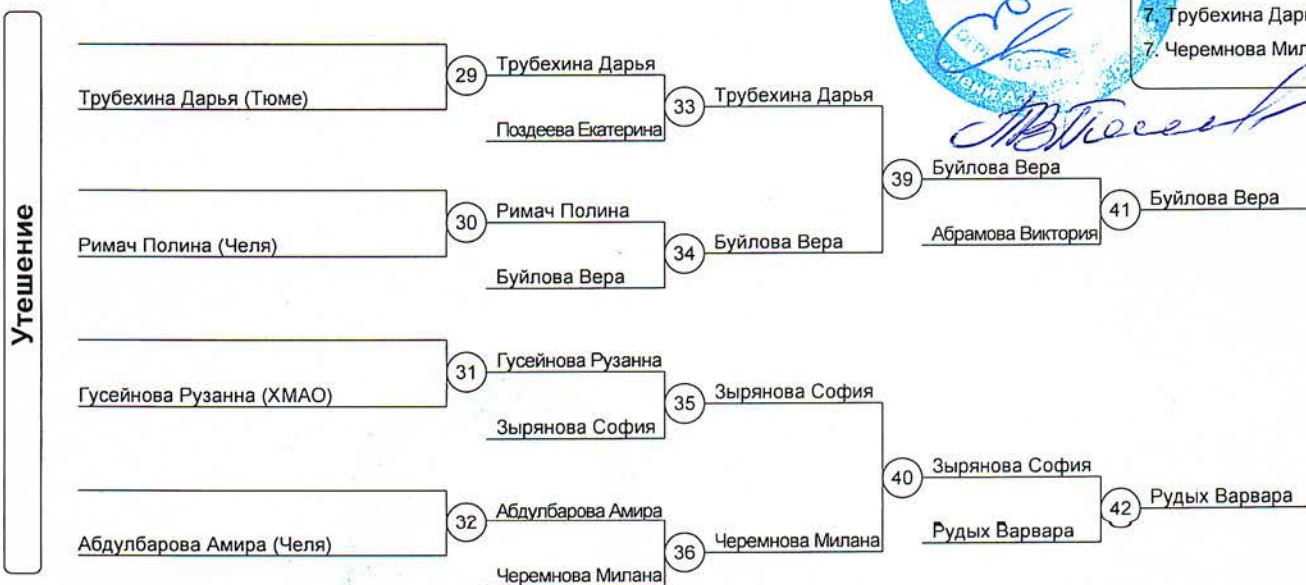 7. Трубехина Дарь
7. Черемнова Мил
Утешение
29
Трубехина Дарья
Трубехина Дарья (Тюме)
33
Трубехина Дарья
Поздеева Екатерина
39
Буйлова Вера
41
Буйлова Вера
Абрамова Виктория
30
Римач Полина
Римач Полина (Челя)
34
Буйлова Вера
Буйлова Вера
31
Гусейнова Рузанна
Гусейнова Рузанна (ХМАО)
35
Зырянова София
Зырянова София
40
Зырянова София
42
Рудых Варвара
Рудых Варвара
32
Абдулбарова Амира
Абдулбарова Амира (Челя)
36
Черемнова Милана
Черемнова Милана